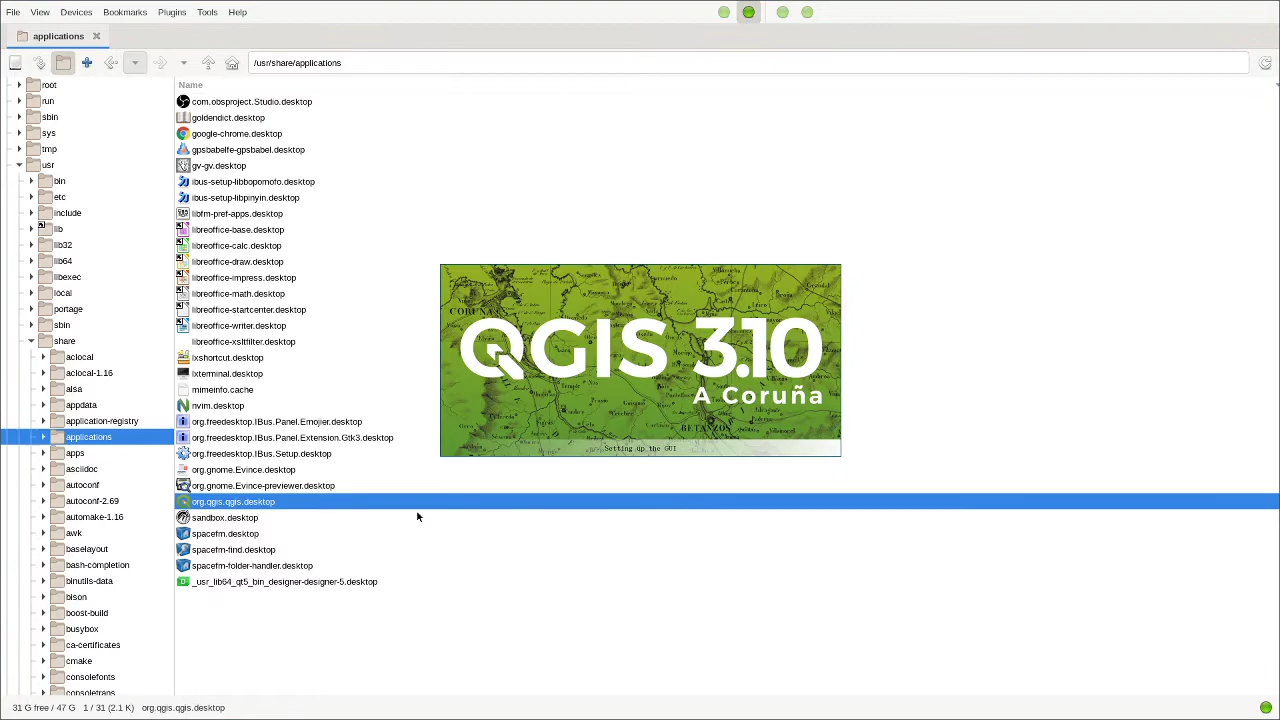 File View Devices Bookmarks Plugins Tools Help
applications
/usr/share/applications
root
run
sbin
sys
tmp
usr
bin
etc
include
lib
lib32
lib64
libexec
local
portage
sbin
share
aclocal
aclocal-1.16
alsa
appdata
application-registry
applications
apps
asciidoc
autoconf
autoconf-2.69
automake-1.16
awk
baselayout
bash-completion
binutils-data
bison
boost-build
busybox
ca-certificates
cmake
consolefonts
consoletrans
Name
com.obsproject.Studio.desktop
goldendict.desktop
google-chrome.desktop
gpsbabelfe-gpsbabel.desktop
gv-gv.desktop
ibus-setup-libbopomofo.desktop
ibus-setup-libpinyin.desktop
libfm-pref-apps.desktop
libreoffice-base.desktop
libreoffice-calc.desktop
libreoffice-draw.desktop
libreoffice-impress.desktop
libreoffice-math.desktop
libreoffice-startcenter.desktop
libreoffice-writer.desktop
libreoffice-xsltfilter.desktop
lxshortcut.desktop
lxterminal.desktop
mimeinfo.cache
nvim.desktop
org.freedesktop.IBus.Panel.Emojier.desktop
org.freedesktop.IBus.Panel.Extension.Gtk3.desktop
org.freedesktop.IBus.Setup.desktop
org.gnome.Evince.desktop
org.gnome.Evince-previewer.desktop
org.qgis.qgis.desktop
sandbox.desktop
spacefm.desktop
spacefm-find.desktop
spacefm-folder-handler.desktop
_usr_lib64_qt5_bin_designer-designer-5.desktop
QGIS 3.10
A Coruña
BETANZOS
Setting up the GUI
31 G free / 47 G 1 / 31 (2.1 K) org.qgis.qgis.desktop